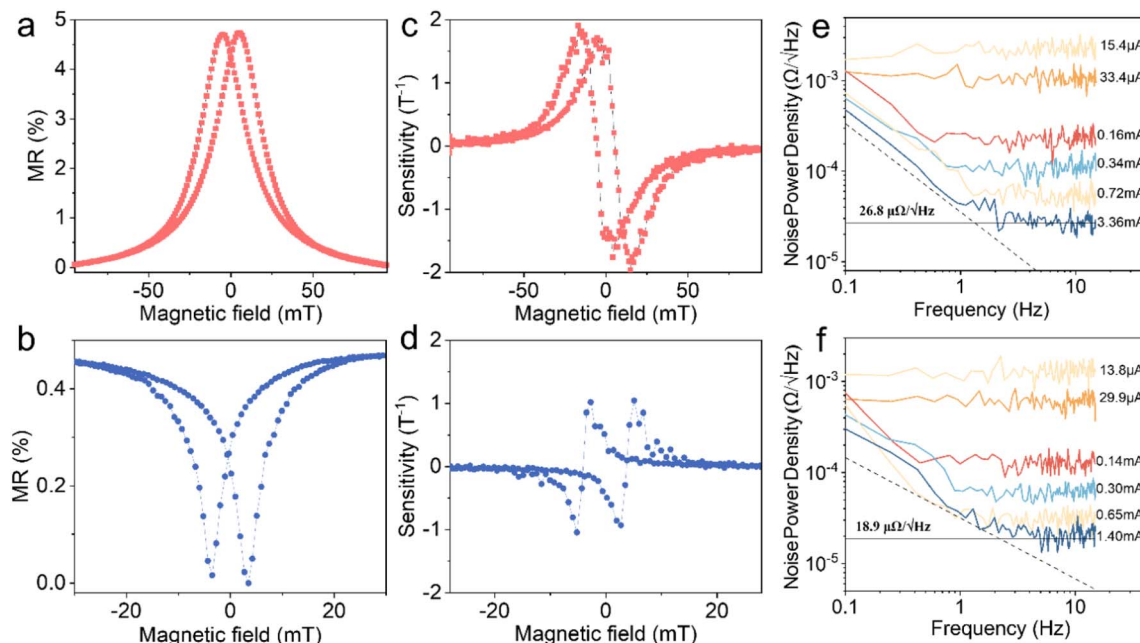 a
MR (%)
5
4
3
2
1
0
-50
0
50
Magnetic field (mT)
c
Sensitivity (T⁻¹)
2
1
0
-1
-2
-50
0
50
Magnetic field (mT)
e
Noise Power Density (Ω/√Hz)
10⁻³
10⁻⁴
10⁻⁵
15.4μA
33.4μA
0.16mA
0.34mA
0.72mA
3.36mA
26.8 μΩ/√Hz
0.1
1
10
Frequency (Hz)
b
MR (%)
0.4
0.2
0.0
-20
0
20
Magnetic field (mT)
d
Sensitivity (T⁻¹)
2
1
0
-1
-2
-20
0
20
Magnetic field (mT)
f
Noise Power Density (Ω/√Hz)
10⁻³
10⁻⁴
10⁻⁵
13.8μA
29.9μA
0.14mA
0.30mA
0.65mA
1.40mA
18.9 μΩ/√Hz
0.1
1
10
Frequency (Hz)